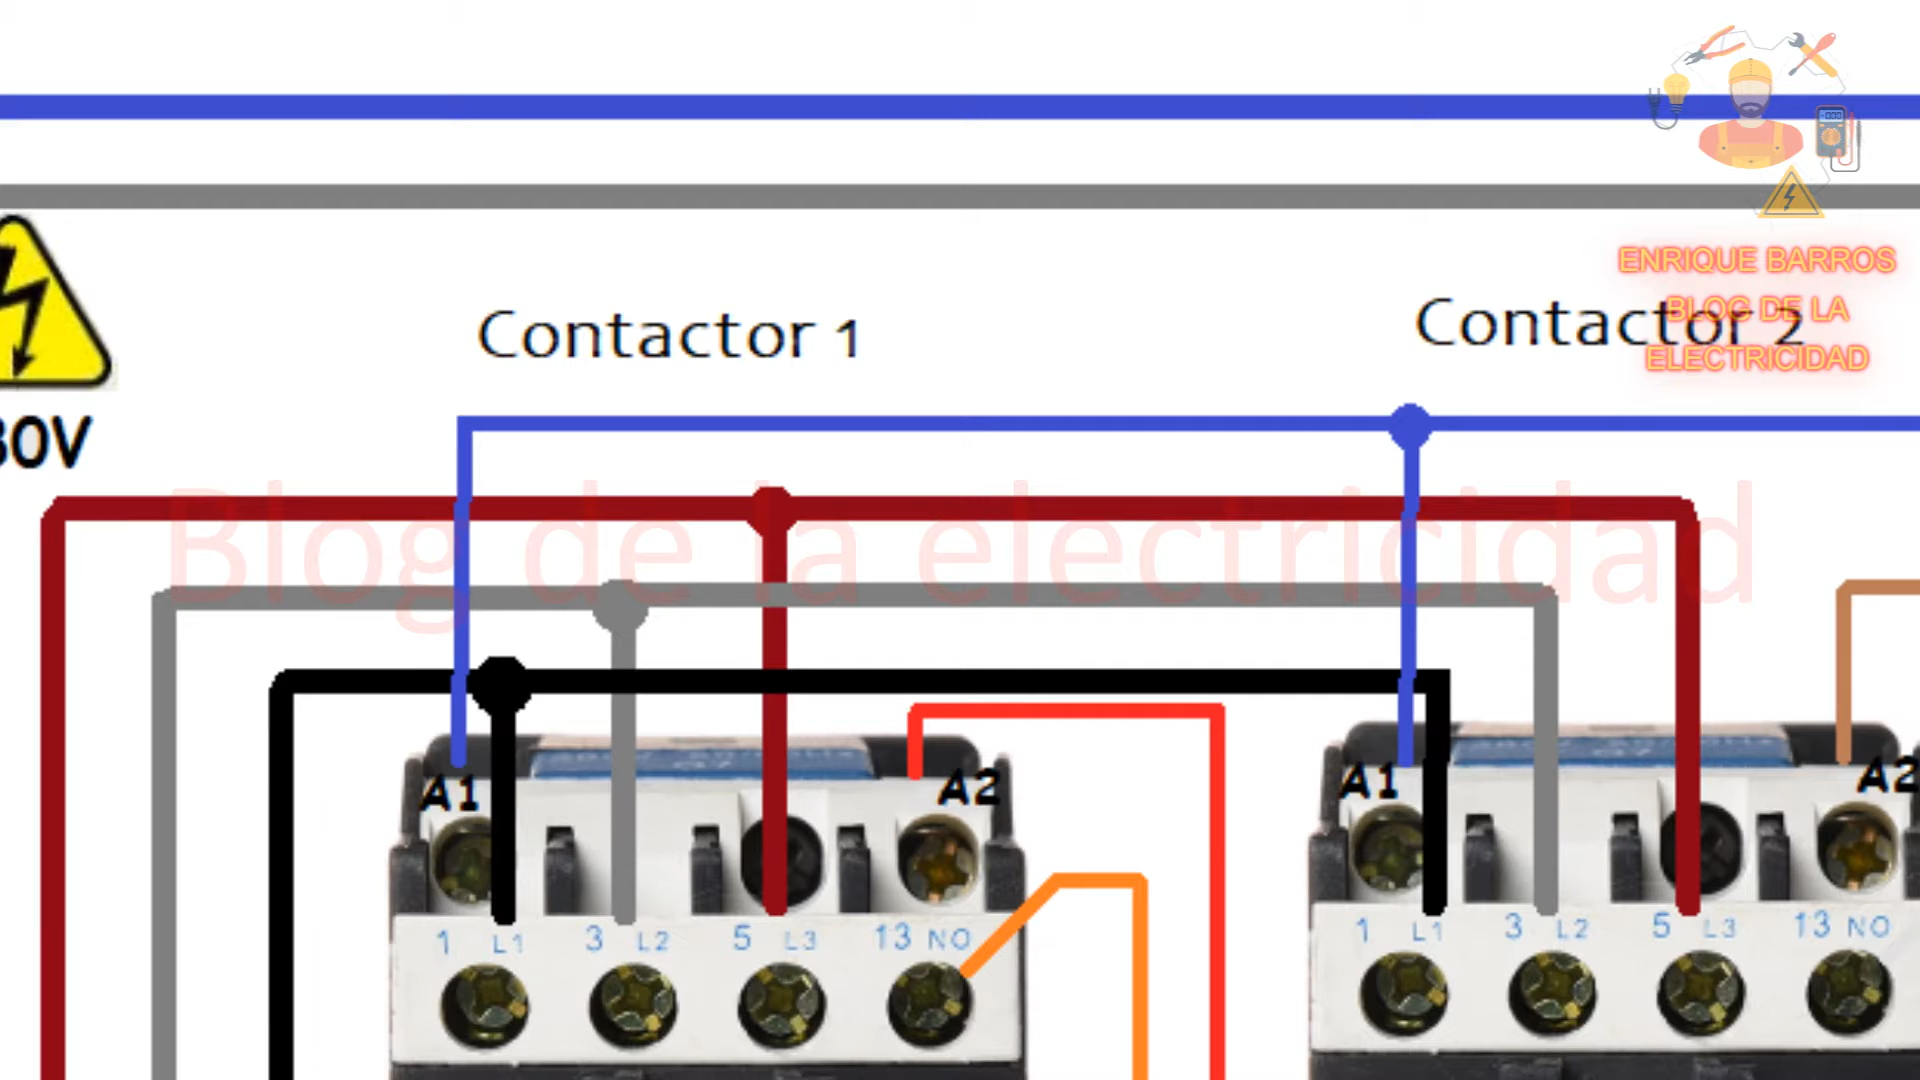 ENRIQUE BARROS
BLOG DE LA
ELECTRICIDAD
Contactor 1
Contactor 2
30V
Blog de la electricidad
A1
A2
A1
A2
1 L1 3 L2 5 L3 13 NO
1 L1 3 L2 5 L3 13 NO